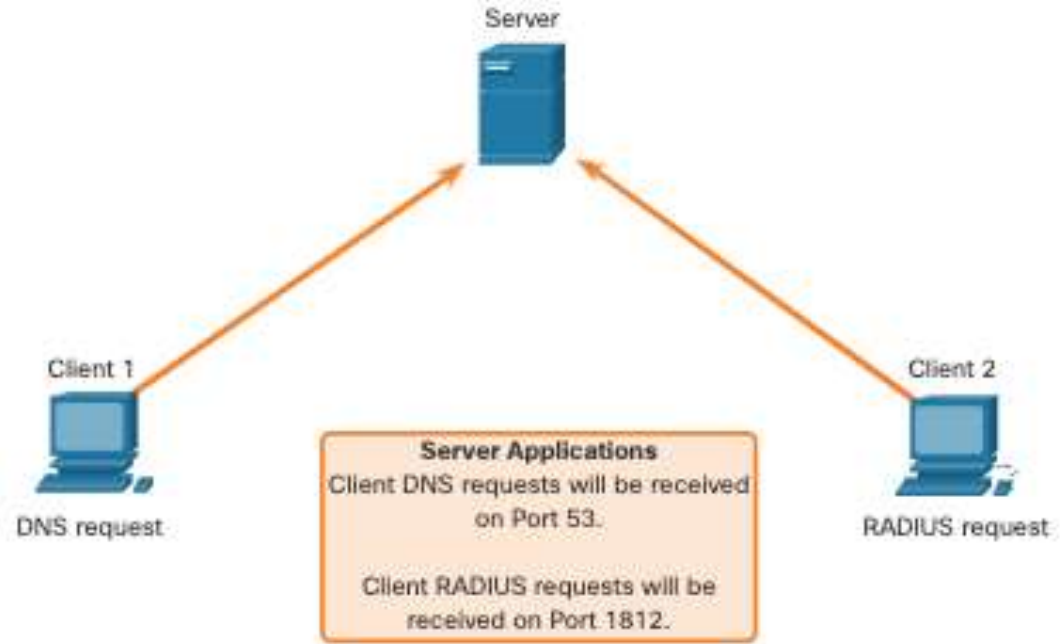 Server
Client 1
Client 2
Server Applications
Client DNS requests will be received
on Port 53.
DNS request
RADIUS request
Client RADIUS requests will be
received on Port 1812.